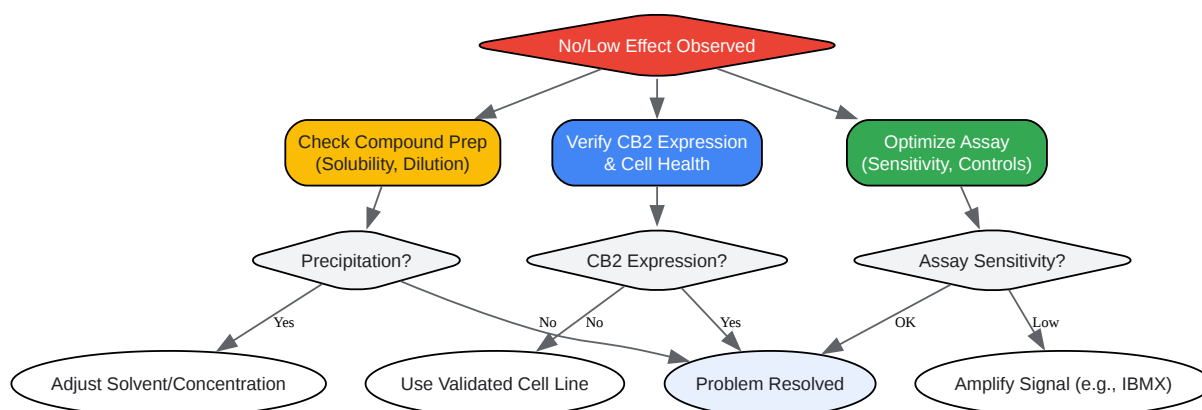 No/Low Effect Observed
Check Compound Prep
(Solubility, Dilution)
Verify CB2 Expression
& Cell Health
Optimize Assay
(Sensitivity, Controls)
Precipitation?
CB2 Expression?
Assay Sensitivity?
Yes
No
No
Yes
OK
Low
Adjust Solvent/Concentration
Use Validated Cell Line
Problem Resolved
Amplify Signal (e.g., IBMX)